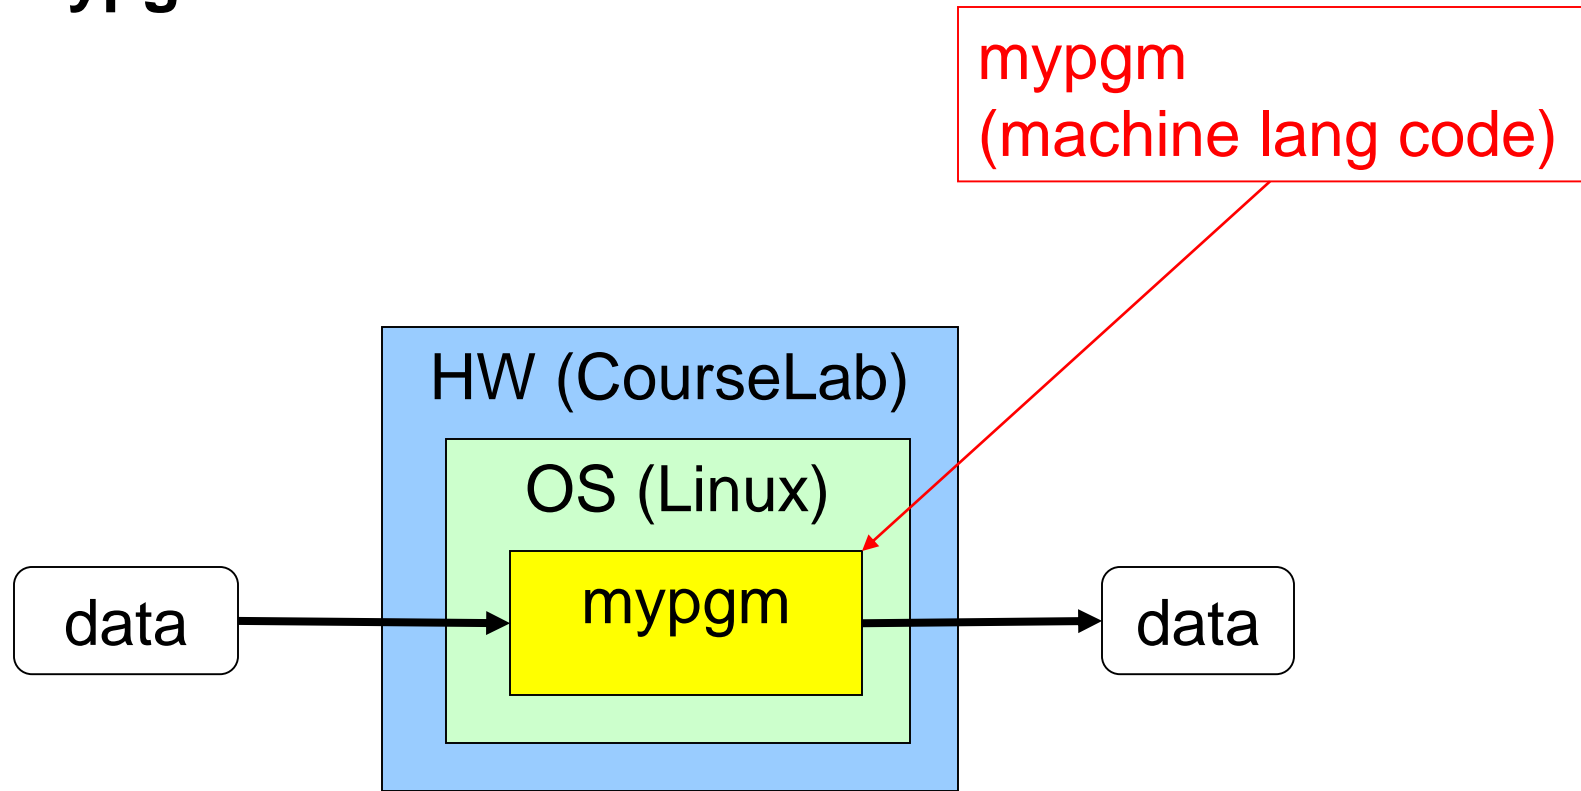 mypgm
(machine lang code)
HW (CourseLab)
OS (Linux)
mypgm
data
data